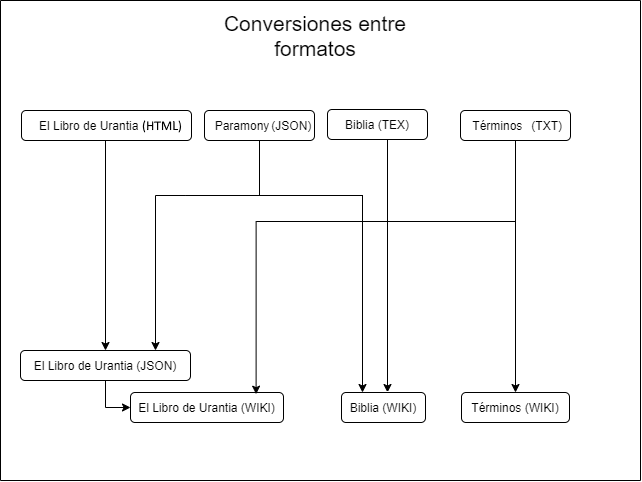 Conversiones entre
formatos
El Libro de Urantia (HTML)
Paramony (JSON)
Biblia (TEX)
Términos (TXT)
El Libro de Urantia (JSON)
El Libro de Urantia (WIKI)
Biblia (WIKI)
Términos (WIKI)